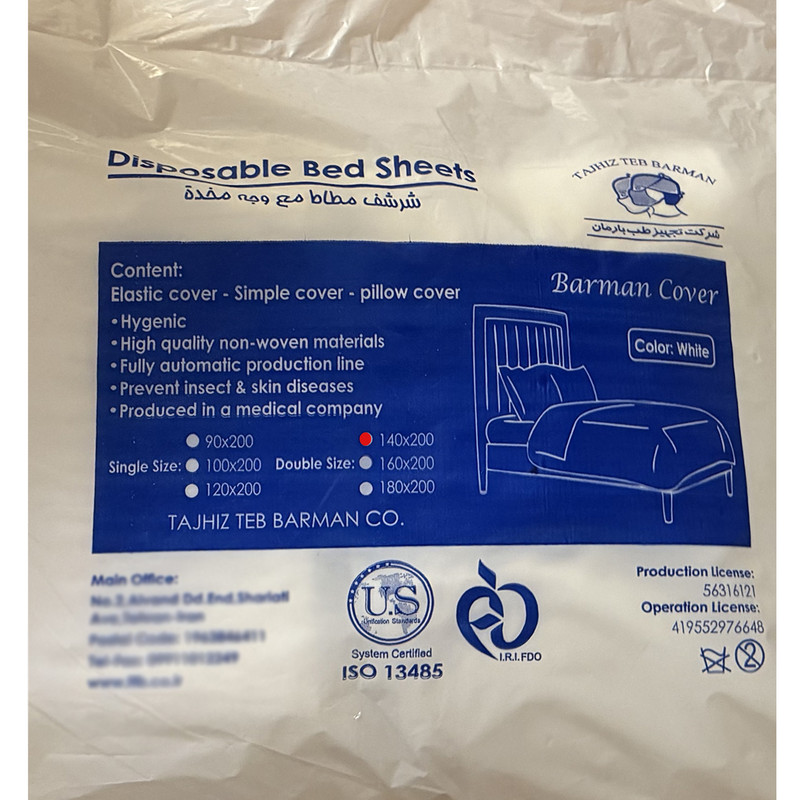 Disposable Bed Sheets
شرشف مطاط مع وجه مخدة
TAJHIZ TEB BARMAN
شرکت تجهیز طب بارمان
Content:
Elastic cover - Simple cover - pillow cover
•Hygenic
•High quality non-woven materials
•Fully automatic production line
•Prevent insect & skin diseases
•Produced in a medical company
Barman Cover
Color: White
Single Size:
90x200
100x200
120x200
Double Size:
140x200
160x200
180x200
TAJHIZ TEB BARMAN CO.
Main Office:
U.S
Unification Standards
System Certified
ISO 13485
I.R.I.FDO
Production License:
56316121
Operation License:
419552976648
2